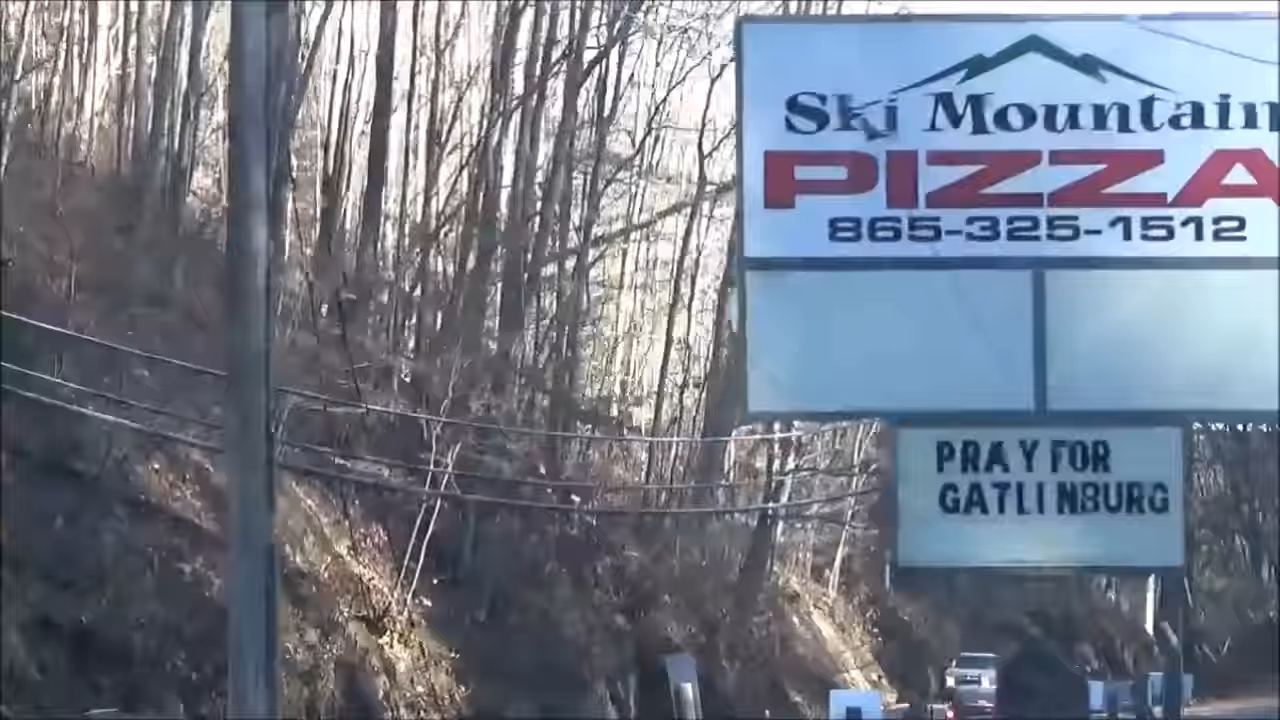 Ski Mountain
PIZZA
865-325-1512
PRAY FOR
GATLINBURG